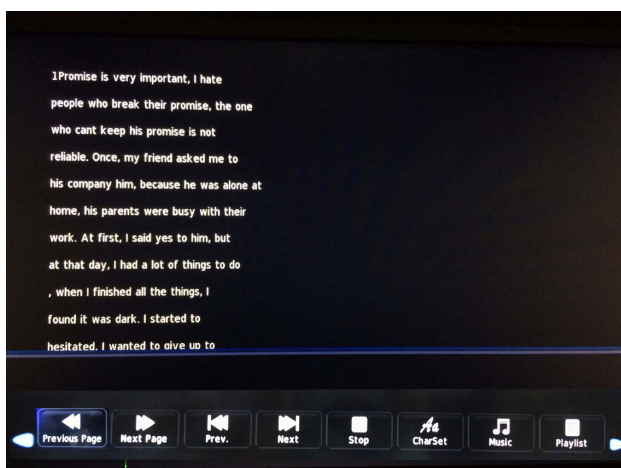 1Promise is very important, I hate
people who break their promise, the one
who cant keep his promise is not
reliable. Once, my friend asked me to
his company him, because he was alone at
home, his parents were busy with their
work. At first, I said yes to him, but
at that day, I had a lot of things to do
, when I finished all the things, I
found it was dark. I started to
hesitated. I wanted to give up to
Previous Page
Next Page
Prev.
Next
Stop
Aa
CharSet
Music
Playlist